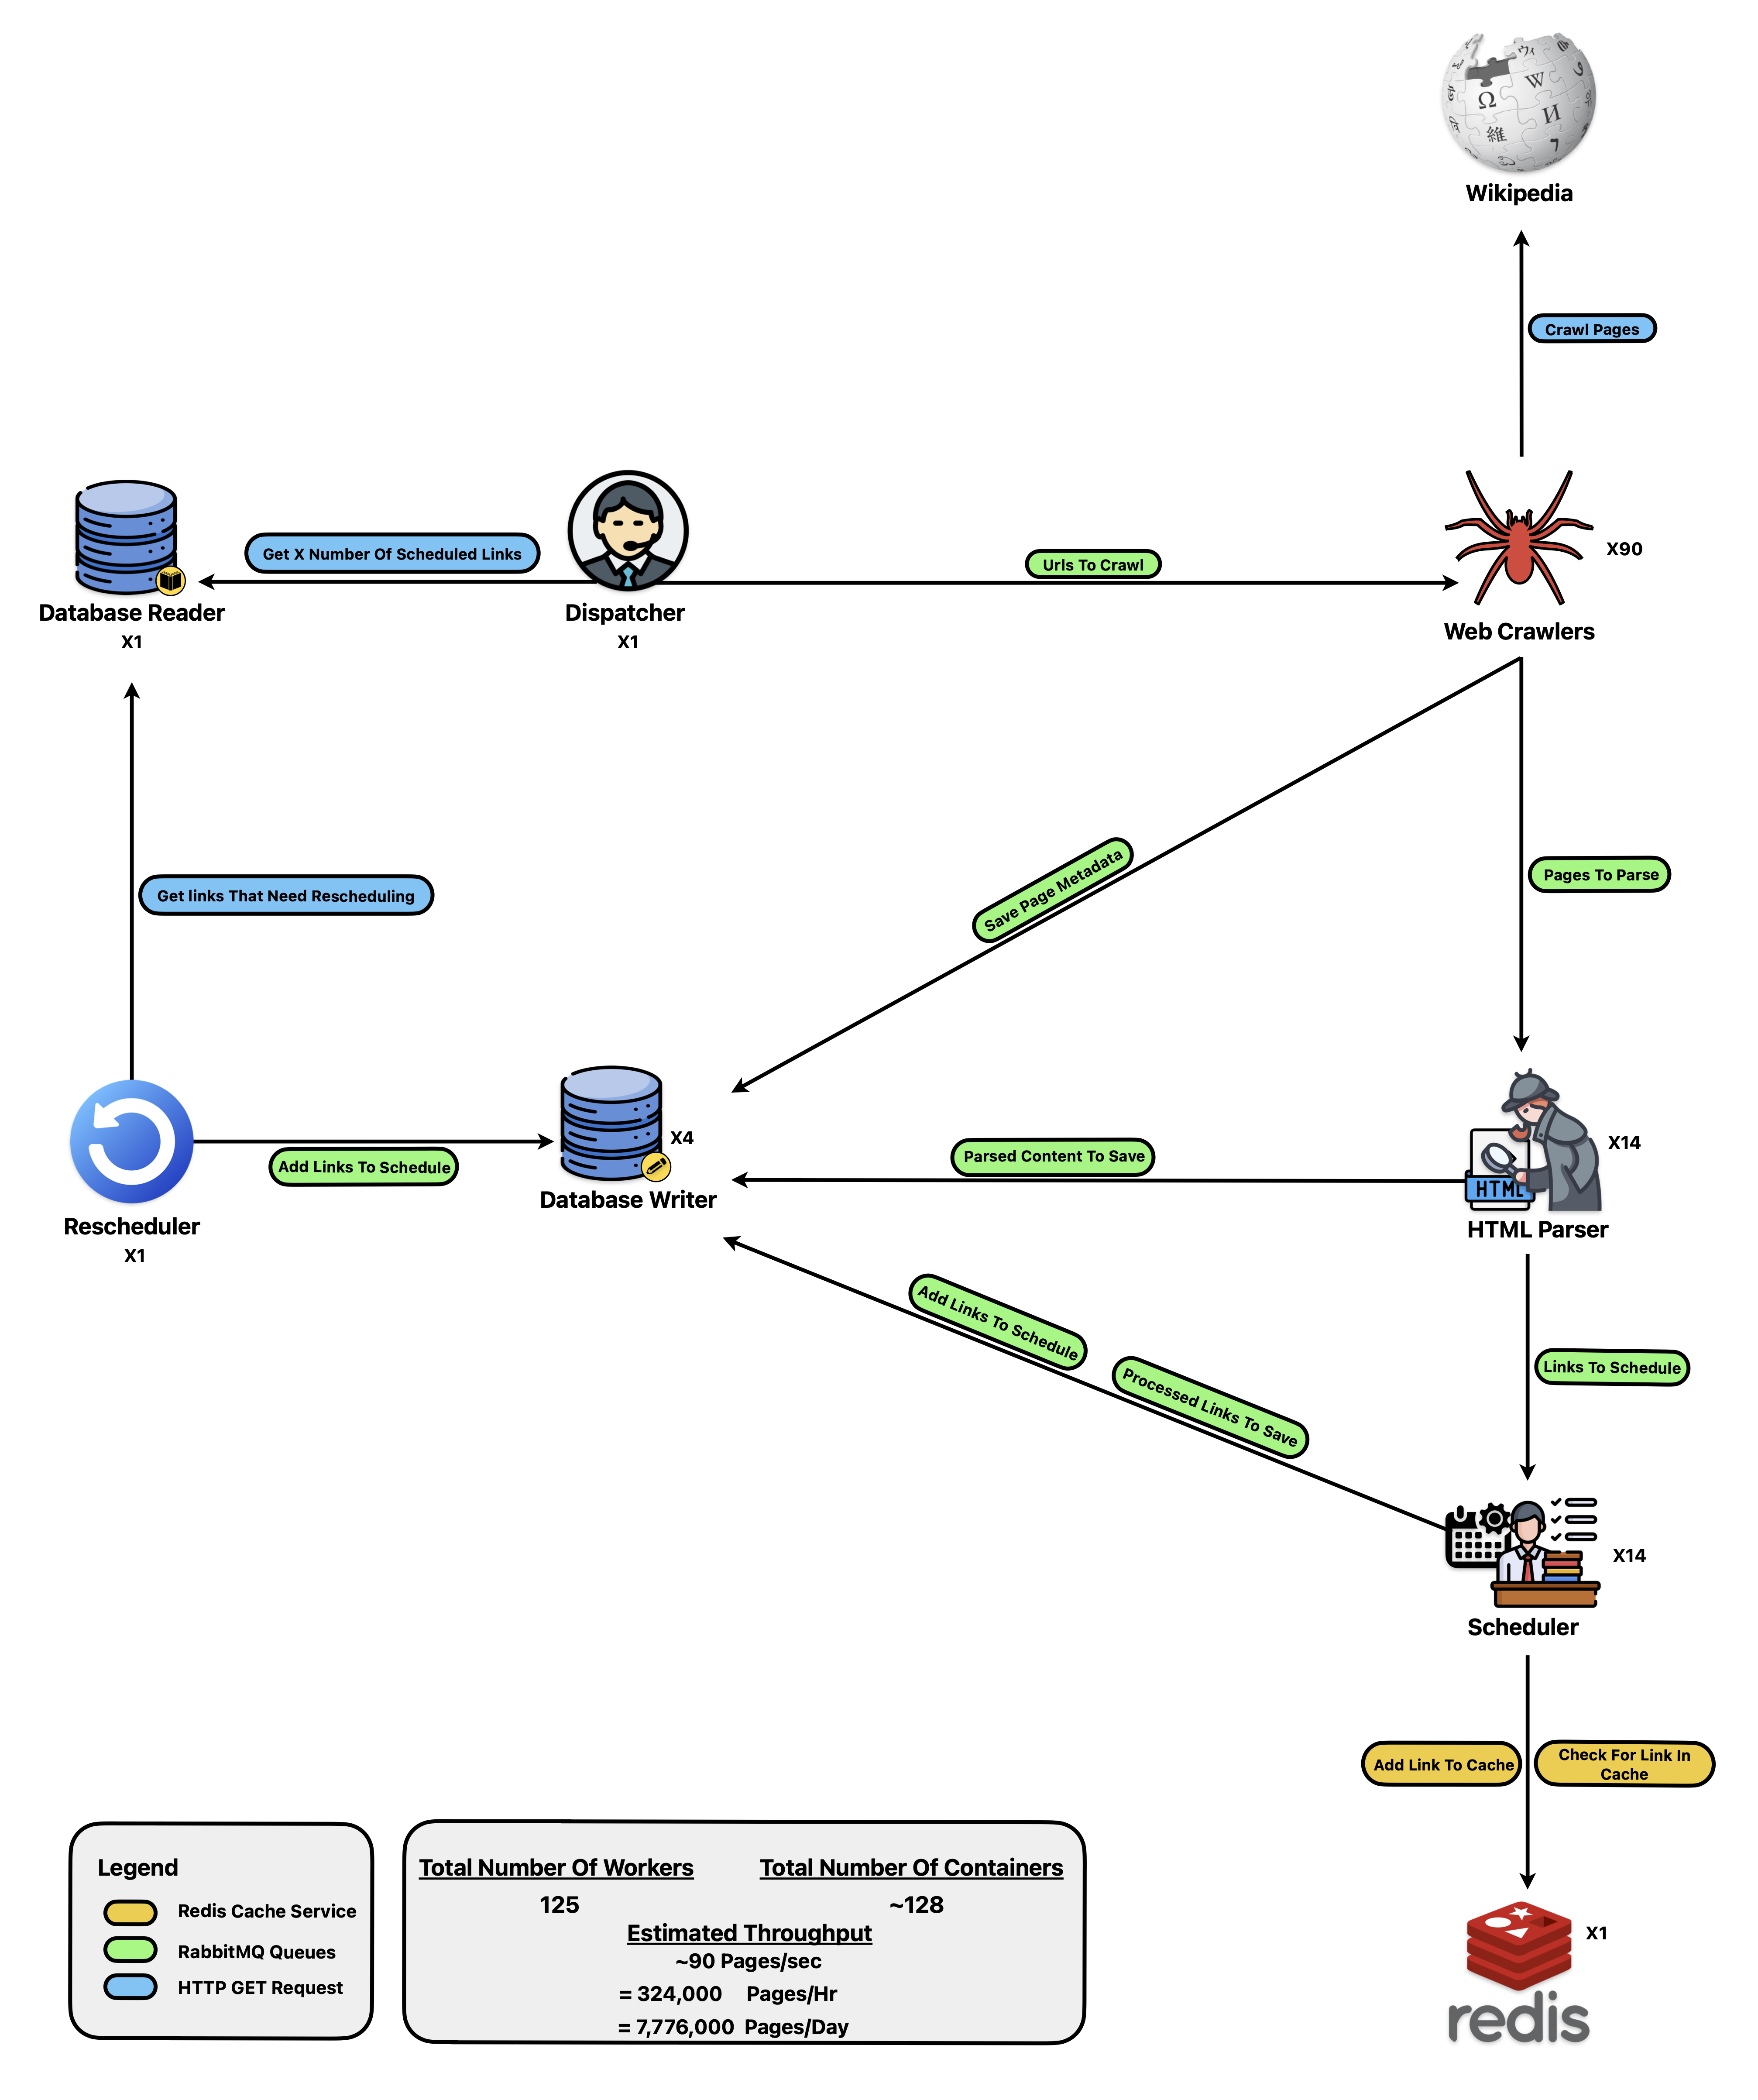 Wikipedia
Crawl Pages
Get X Number Of Scheduled Links
Urls To Crawl
X90
Database Reader
X1
Dispatcher
X1
Web Crawlers
Save Page Metadata
Pages To Parse
Get links That Need Rescheduling
X4
X14
Parsed Content To Save
Add Links To Schedule
HTML
Database Writer
Rescheduler
X1
HTML Parser
Add Links To Schedule
Processed Links To Save
Links To Schedule
X14
Scheduler
Add Link To Cache
Check For Link In
Cache
Legend
Redis Cache Service
RabbitMQ Queues
HTTP GET Request
Total Number Of Workers
Total Number Of Containers
125
~128
Estimated Throughput
~90 Pages/sec
= 324,000 Pages/Hr
= 7,776,000 Pages/Day
X1
redis